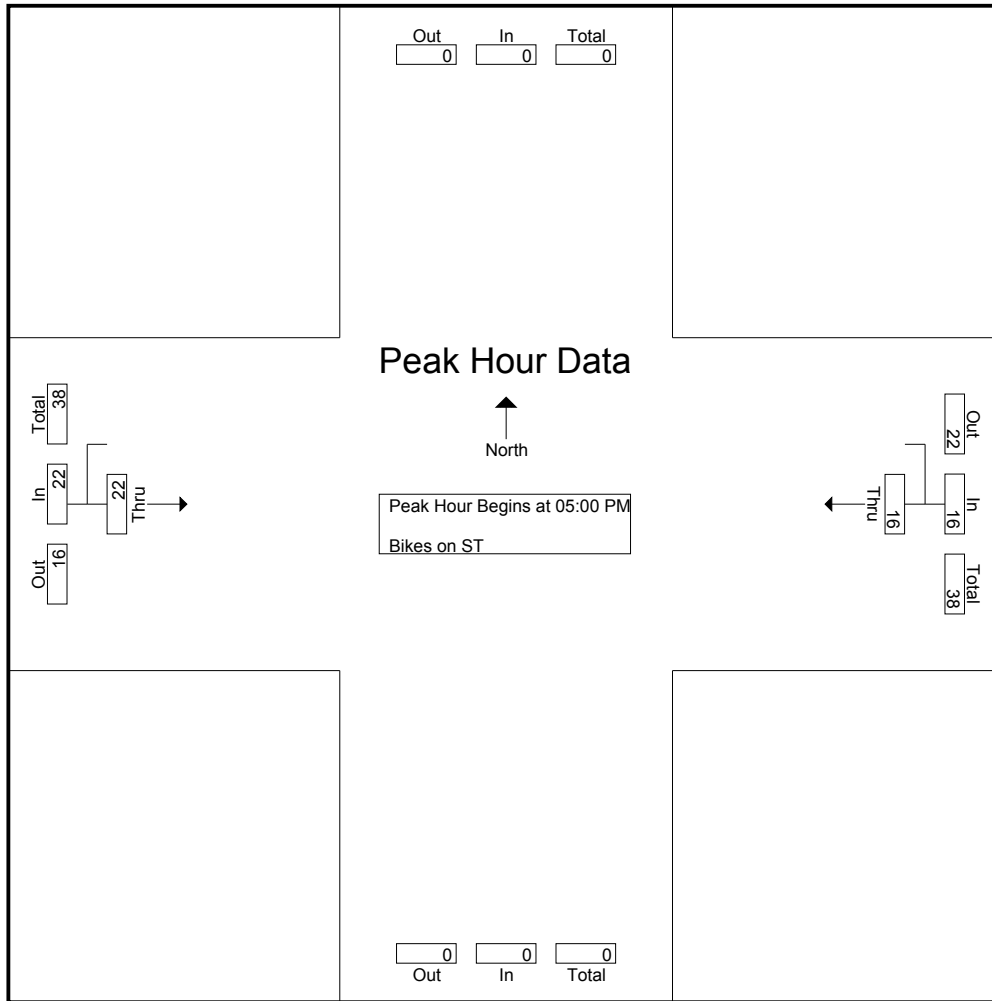 Out In Total
0 0 0
Peak Hour Data
North
Peak Hour Begins at 05:00 PM
Bikes on ST
Total
38
In
22
Out
16
22
Thru
Out
22
In
16
Total
38
16
Thru
0 0 0
Out In Total